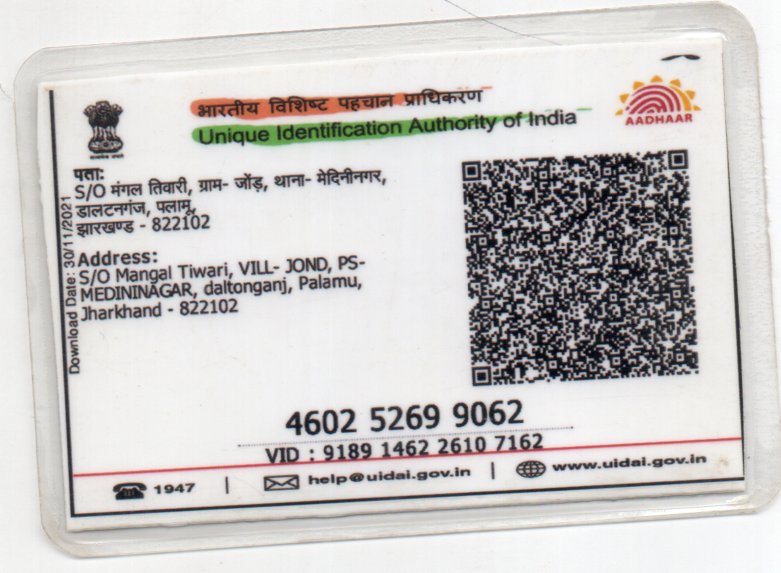 भारतीय विशिष्ट पहचान प्राधिकरण
Unique Identification Authority of India
AADHAAR
पता:
S/O मंगल तिवारी, ग्राम- जोंड़, थाना- मेदिनीनगर,
डालटनगंज, पलामू,
झारखण्ड - 822102
Address:
S/O Mangal Tiwari, VILL- JOND, PS-
MEDININAGAR, daltonganj, Palamu,
Jharkhand - 822102
Download Date: 30/11/2021
4602 5269 9062
VID : 9189 1462 2610 7162
1947 | help@uidai.gov.in | www.uidai.gov.in